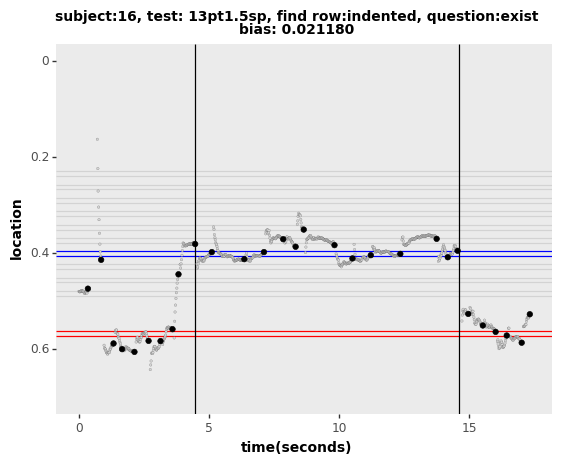 subject:16, test: 13pt1.5sp, find row:indented, question:exist
bias: 0.021180
0
0.2
0.4
0.6
location
0
5
10
15
time(seconds)